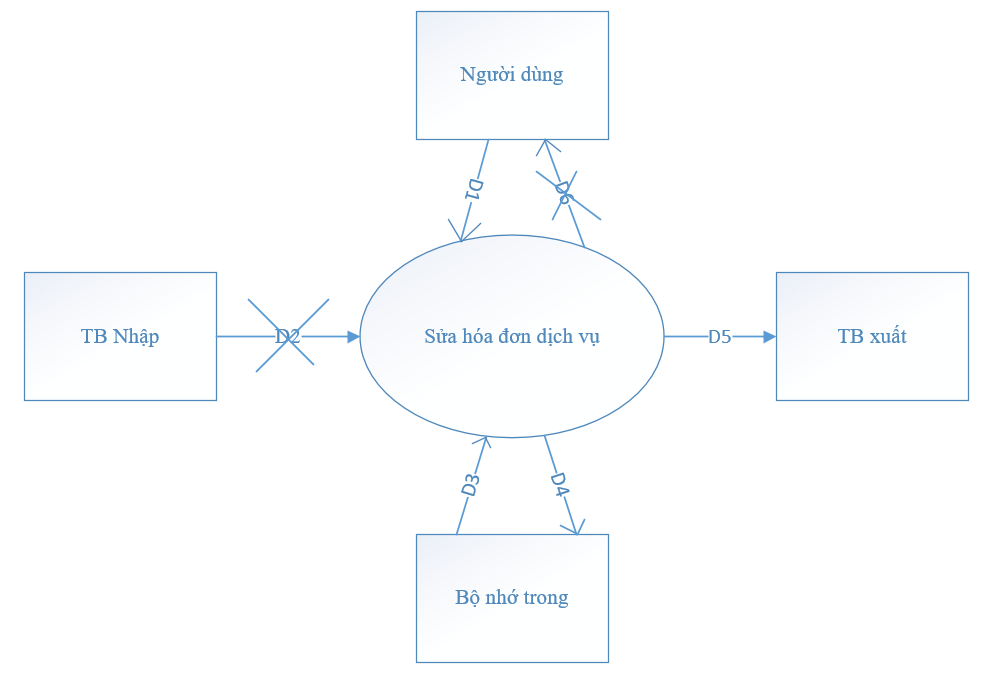 Người dùng
D1
D6
TB Nhập
D2
Sửa hóa đơn dịch vụ
D5
TB xuất
D3
D4
Bộ nhớ trong